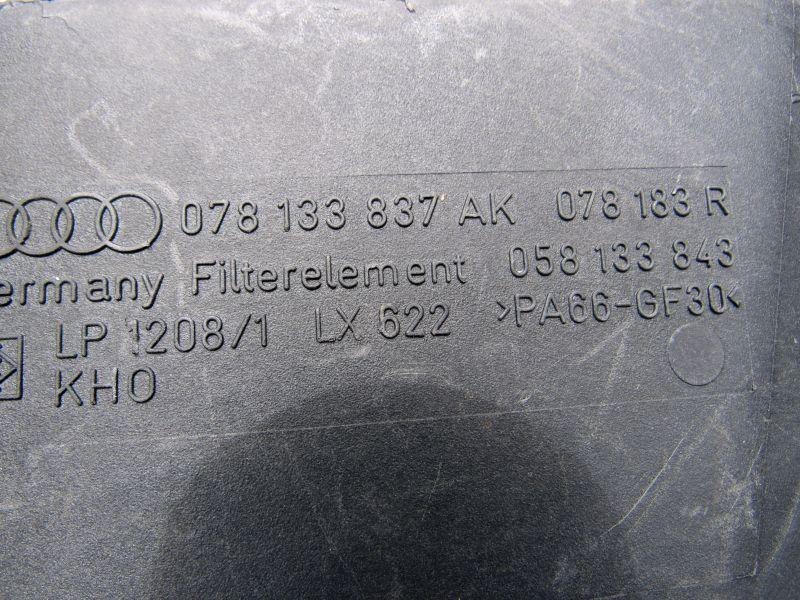 078 133 837 AK 078 183 R
ermany Filterelement 058 133 843
LP 1208/1 LX 622 >PA66-GF30<
KHO